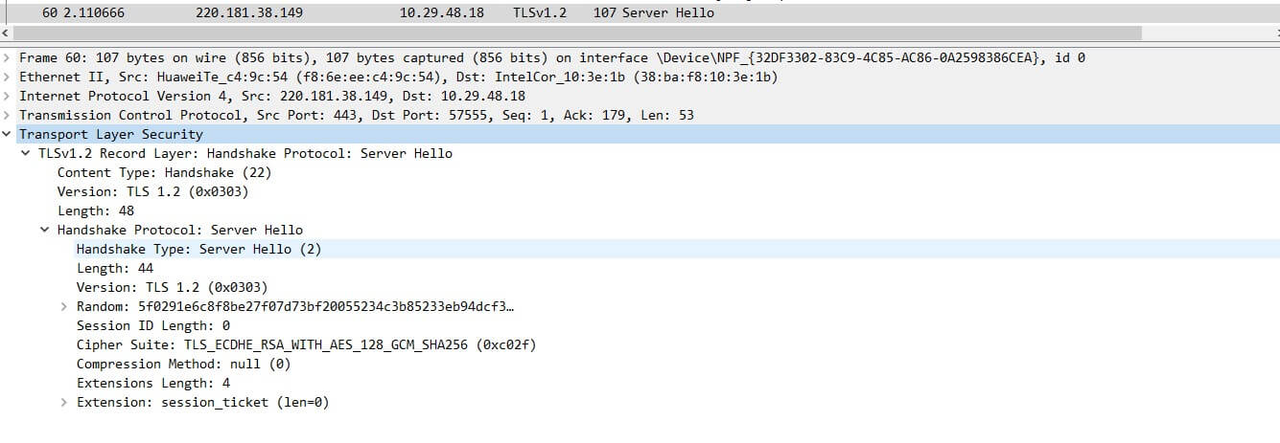 60 2.110666 220.181.38.149 10.29.48.18 TLSv1.2 107 Server Hello
Frame 60: 107 bytes on wire (856 bits), 107 bytes captured (856 bits) on interface \Device\NPF_{32DF3302-83C9-4C85-AC86-0A2598386CEA}, id 0
Ethernet II, Src: HuaweiTe_c4:9c:54 (f8:6e:ee:c4:9c:54), Dst: IntelCor_10:3e:1b (38:ba:f8:10:3e:1b)
Internet Protocol Version 4, Src: 220.181.38.149, Dst: 10.29.48.18
Transmission Control Protocol, Src Port: 443, Dst Port: 57555, Seq: 1, Ack: 179, Len: 53
Transport Layer Security
TLSv1.2 Record Layer: Handshake Protocol: Server Hello
Content Type: Handshake (22)
Version: TLS 1.2 (0x0303)
Length: 48
Handshake Protocol: Server Hello
Handshake Type: Server Hello (2)
Length: 44
Version: TLS 1.2 (0x0303)
Random: 5f0291e6c8f8be27f07d73bf20055234c3b85233eb94dcf3…
Session ID Length: 0
Cipher Suite: TLS_ECDHE_RSA_WITH_AES_128_GCM_SHA256 (0xc02f)
Compression Method: null (0)
Extensions Length: 4
Extension: session_ticket (len=0)